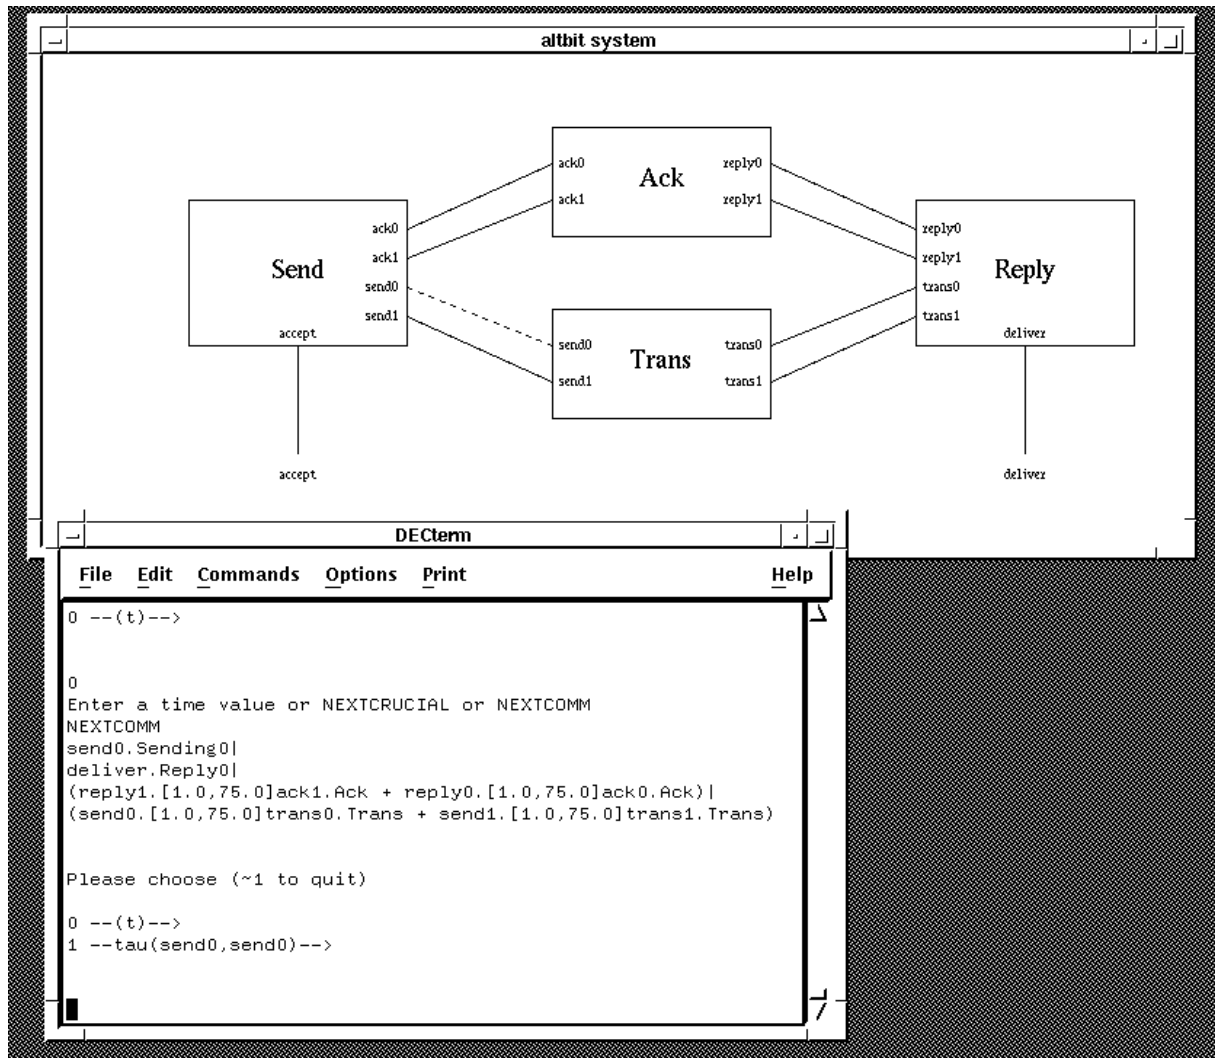 altbit system
ack0
reply0
Ack
ack1
reply1
ack0
reply0
ack1
reply1
Send
Reply
send0
trans0
send1
trans1
accept
deliver
send0
trans0
Trans
send1
trans1
accept
deliver
DECterm
File Edit Commands Options Print Help
0 --(t)-->
0
Enter a time value or NEXTCRUCIAL or NEXTCOMM
NEXTCOMM
send0.Sending0|
deliver.Reply0|
(reply1.[1.0,75.0]ack1.Ack + reply0.[1.0,75.0]ack0.Ack)|
(send0.[1.0,75.0]trans0.Trans + send1.[1.0,75.0]trans1.Trans)
Please choose (~1 to quit)
0 --(t)-->
1 --tau(send0,send0)-->